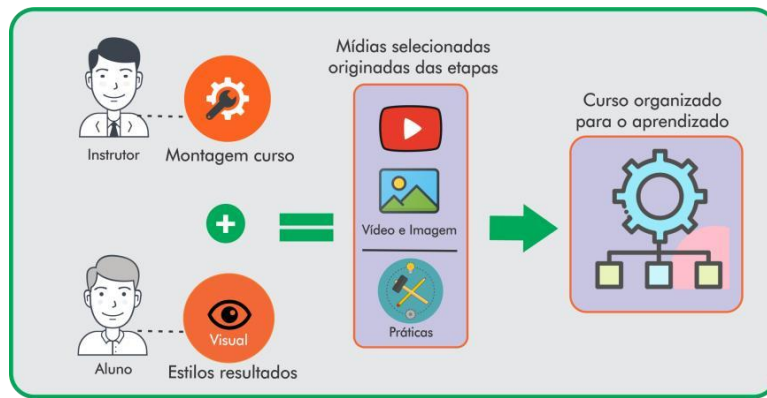 Instrutor
Montagem curso
Aluno
Visual
Estilos resultados
Mídias selecionadas
originadas das etapas
Vídeo e Imagem
Práticas
Curso organizado
para o aprendizado